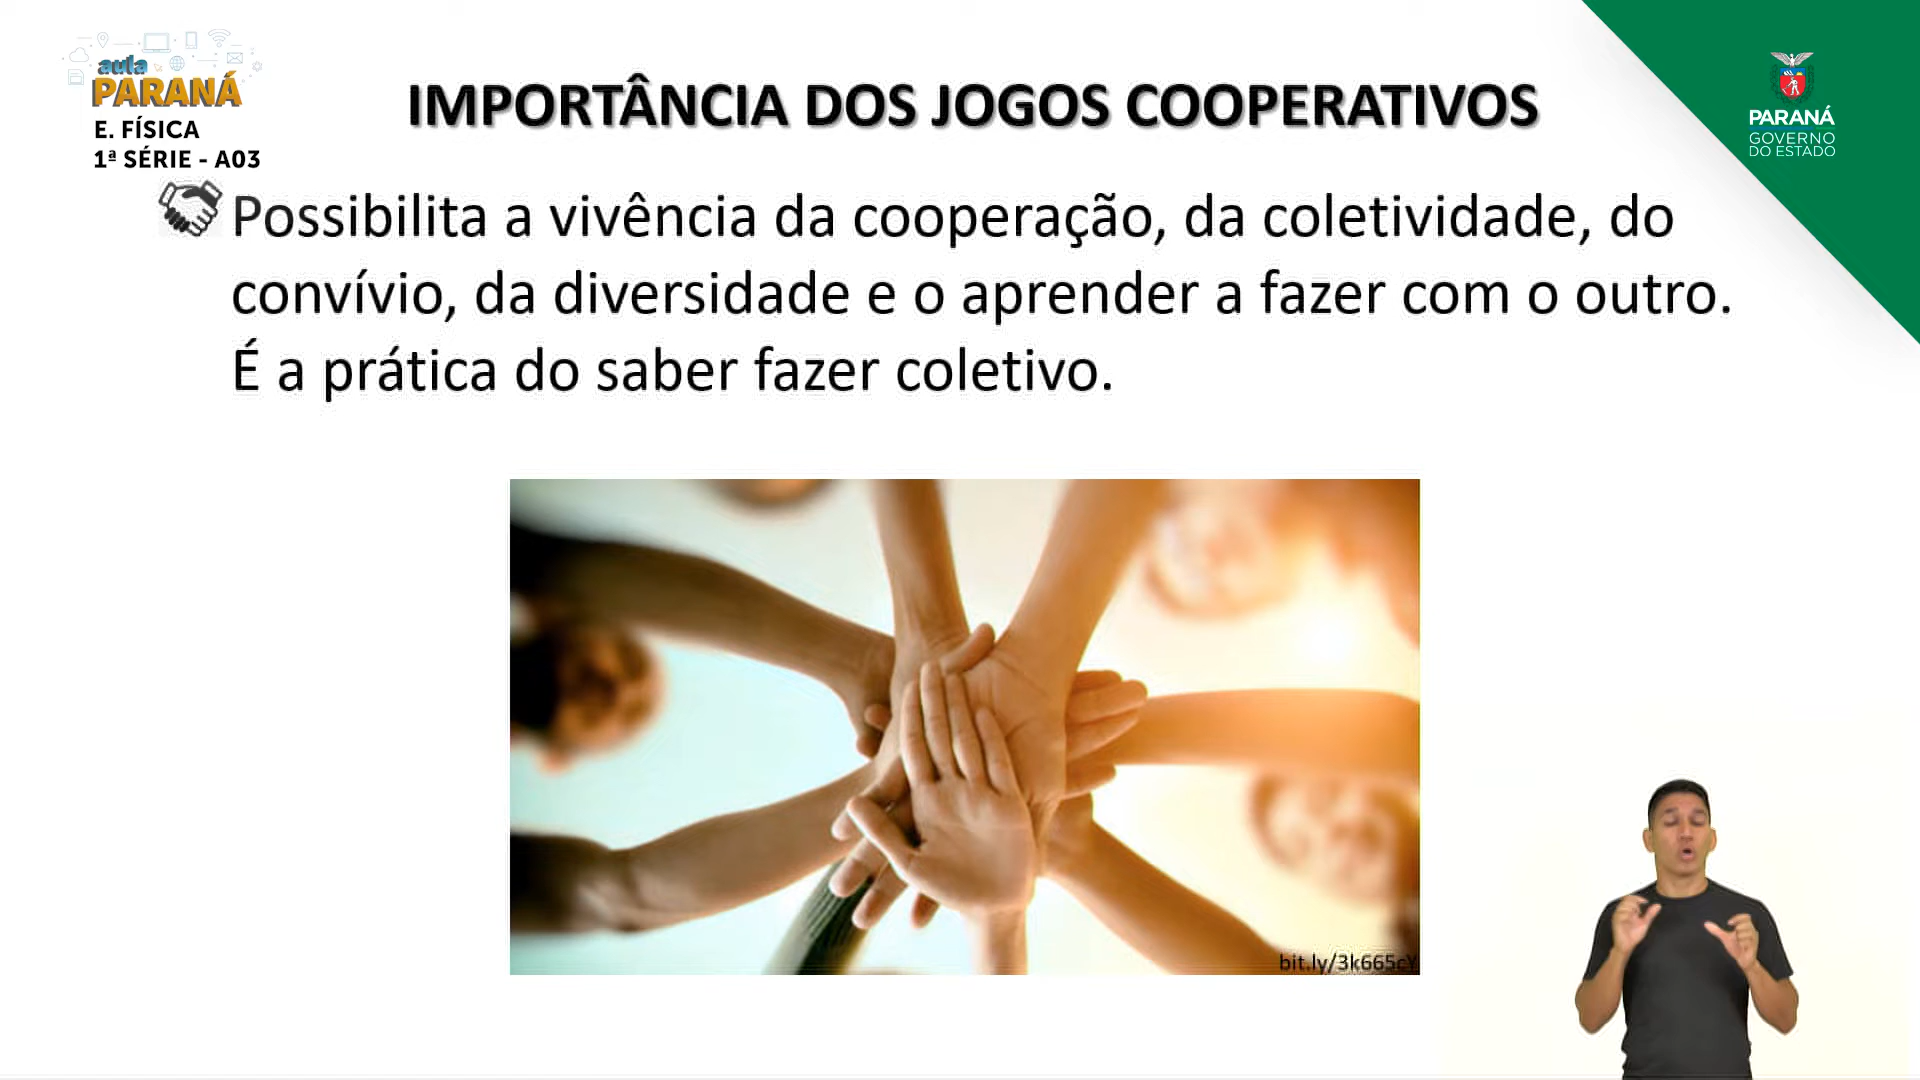 aula
PARANÁ
E. FÍSICA
1ª SÉRIE - A03
IMPORTÂNCIA DOS JOGOS COOPERATIVOS
PARANÁ
GOVERNO
DO ESTADO
Possibilita a vivência da cooperação, da coletividade, do
convívio, da diversidade e o aprender a fazer com o outro.
É a prática do saber fazer coletivo.
bit.ly/3k665cY